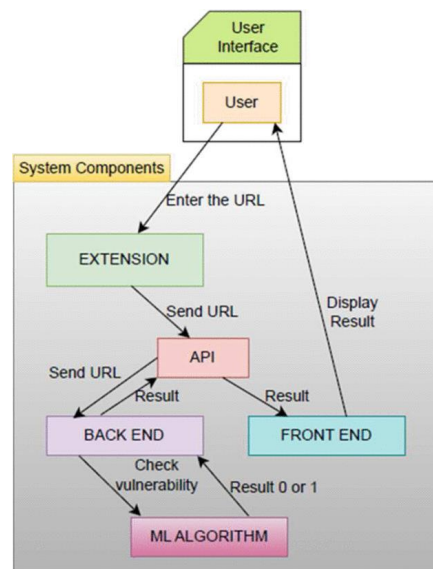 User
Interface
User
System Components
Enter the URL
EXTENSION
Send URL
Display
Result
API
Send URL
Result
Result
BACK END
FRONT END
Check
vulnerability
Result 0 or 1
ML ALGORITHM